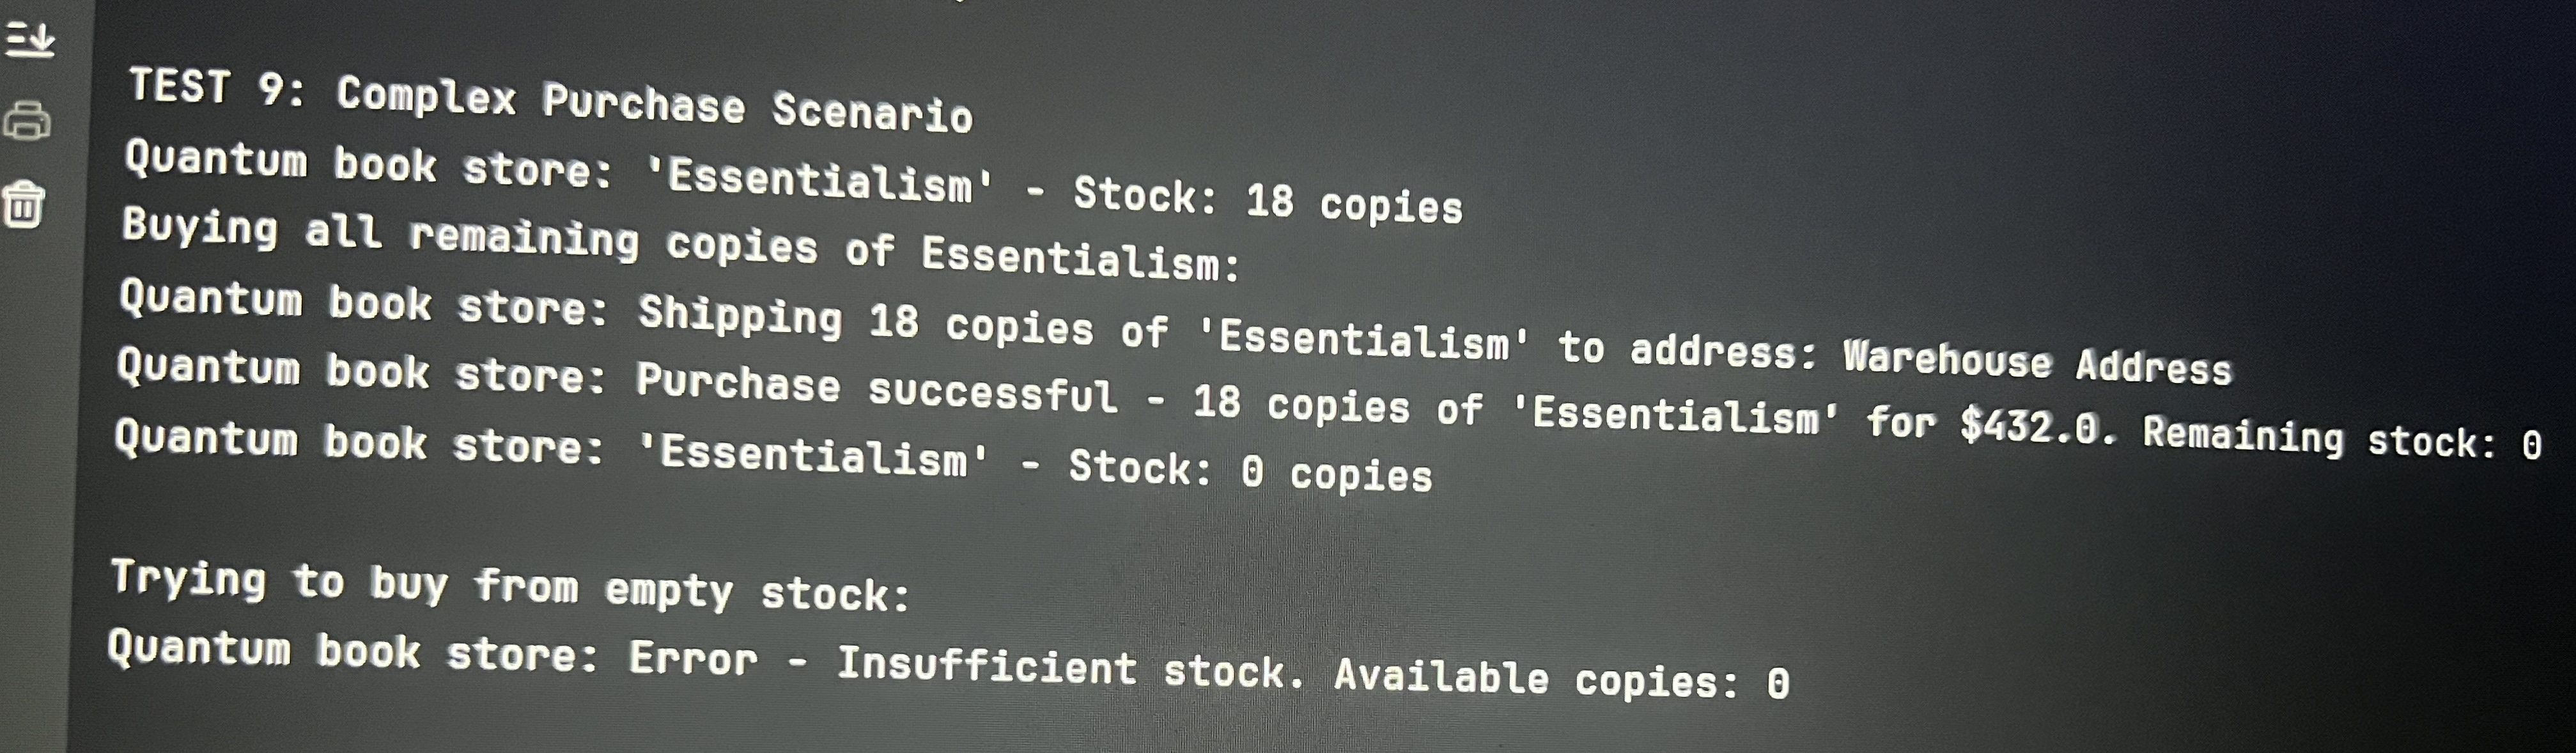 TEST 9: Complex Purchase Scenario
Quantum book store: 'Essentialism' - Stock: 18 copies
Buying all remaining copies of Essentialism:
Quantum book store: Shipping 18 copies of 'Essentialism' to address: Warehouse Address
Quantum book store: Purchase successful - 18 copies of 'Essentialism' for $432.0. Remaining stock: 0
Quantum book store: 'Essentialism' - Stock: 0 copies
Trying to buy from empty stock:
Quantum book store: Error - Insufficient stock. Available copies: 0